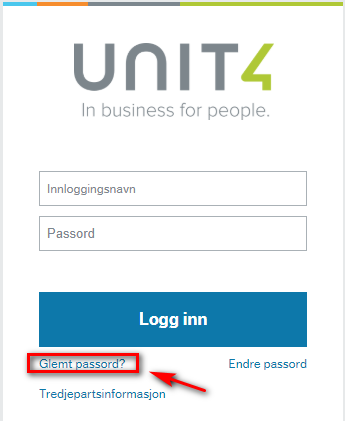 UNIT4
In business for people.
Innloggingsnavn
Passord
Logg inn
Glemt passord?
Endre passord
Tredjepartsinformasjon